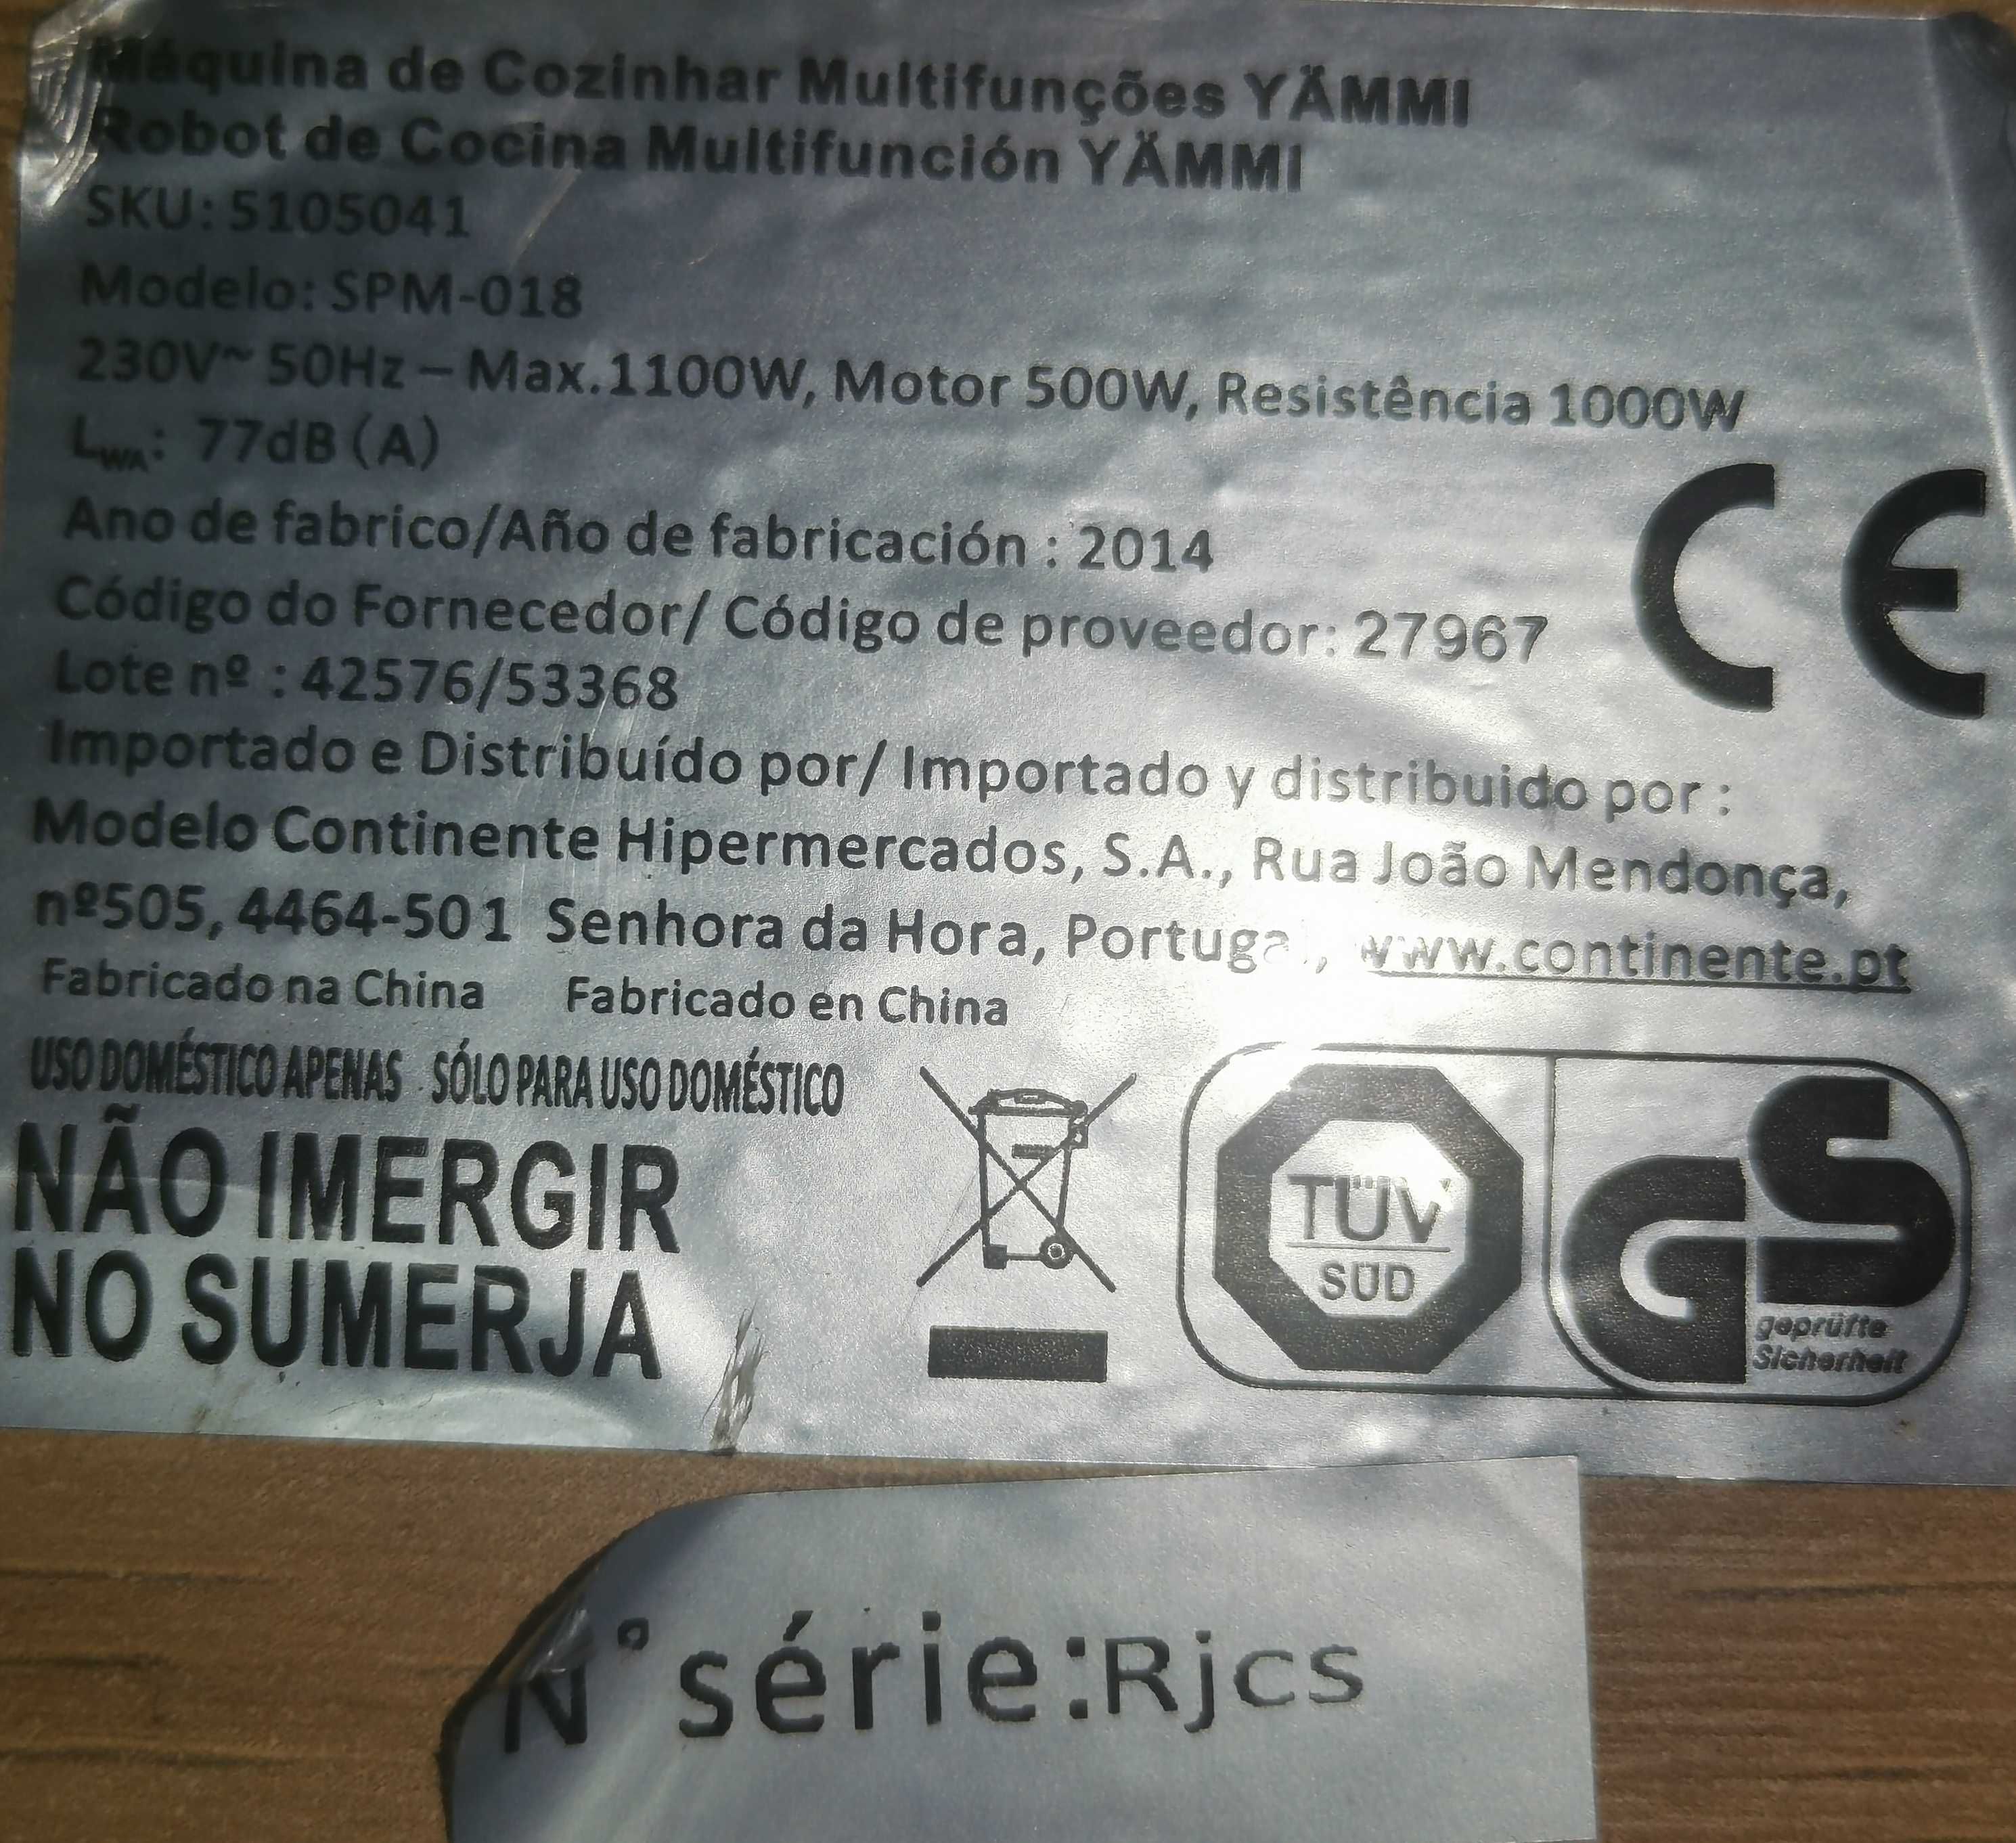 Máquina de Cozinhar Multifunções YÄMMI
Robot de Cocina Multifunción YÄMMI
SKU: 5105041
Modelo: SPM-018
230V~ 50Hz – Max.1100W, Motor 500W, Resistência 1000W
LWA: 77dB (A)
Ano de fabrico/Año de fabricación : 2014
Código do Fornecedor/ Código de proveedor: 27967
Lote nº : 42576/53368
Importado e Distribuído por/ Importado y distribuido por :
Modelo Continente Hipermercados, S.A., Rua João Mendonça,
nº505, 4464-501 Senhora da Hora, Portugal, www.continente.pt
Fabricado na China Fabricado en China
USO DOMÉSTICO APENAS SÓLO PARA USO DOMÉSTICO
NÃO IMERGIR
NO SUMERJA
CE
TÜV
SÜD
GS
geprüfte
Sicherheit
N°série:Rjcs